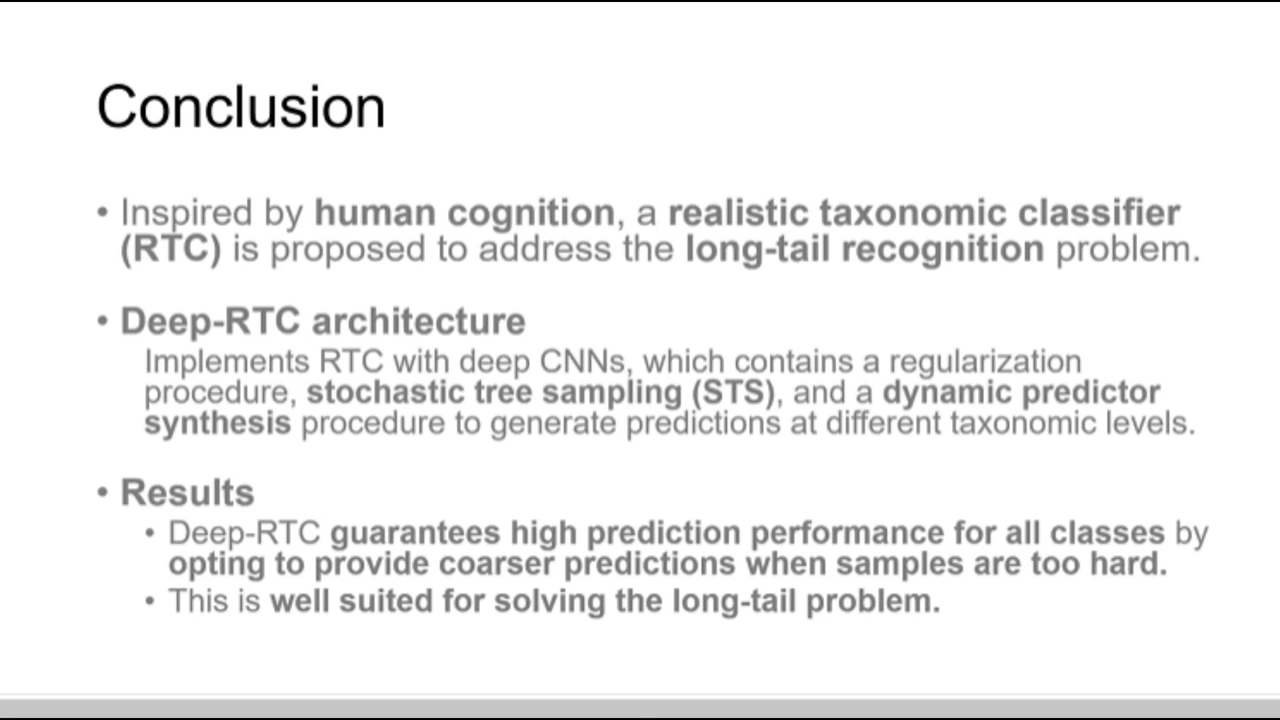 Conclusion
• Inspired by human cognition, a realistic taxonomic classifier
(RTC) is proposed to address the long-tail recognition problem.
• Deep-RTC architecture
Implements RTC with deep CNNs, which contains a regularization
procedure, stochastic tree sampling (STS), and a dynamic predictor
synthesis procedure to generate predictions at different taxonomic levels.
• Results
• Deep-RTC guarantees high prediction performance for all classes by
opting to provide coarser predictions when samples are too hard.
• This is well suited for solving the long-tail problem.